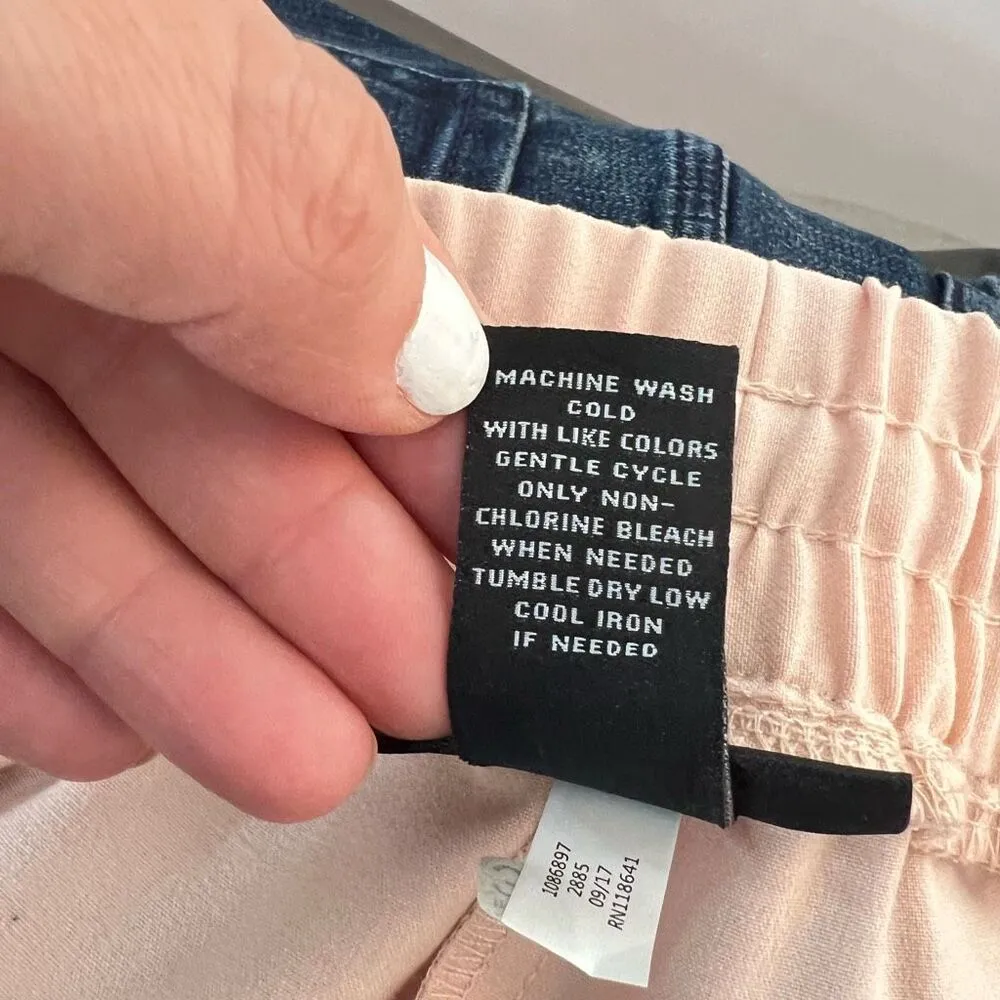 MACHINE WASH
COLD
WITH LIKE COLORS
GENTLE CYCLE
ONLY NON-
CHLORINE BLEACH
WHEN NEEDED
TUMBLE DRY LOW
COOL IRON
IF NEEDED
1086897
2885
09/17
RN118641